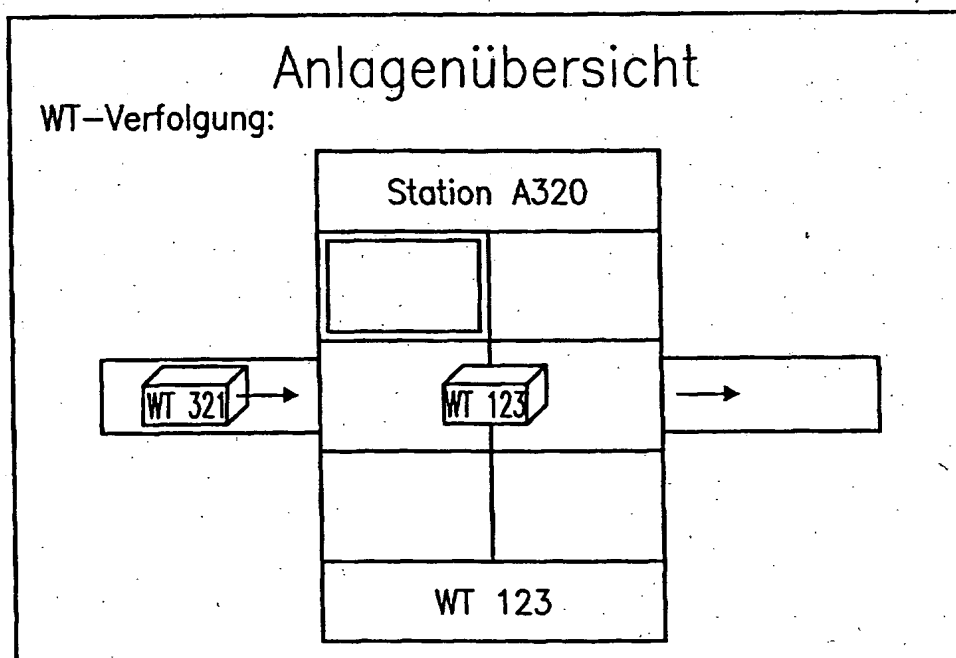 Anlagenübersicht
WT-Verfolgung:
Station A320
WT 321
WT 123
WT 123